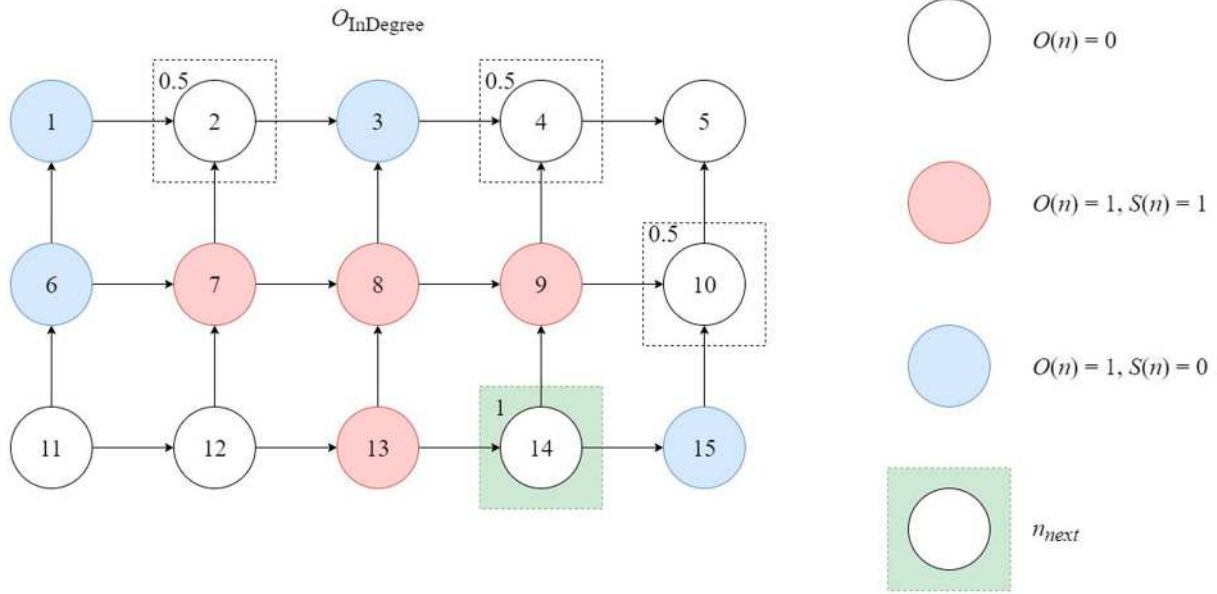 O_InDegree
0.5 0.5
1 2 3 4 5
0.5
6 7 8 9 10
1
11 12 13 14 15
O(n) = 0
O(n) = 1, S(n) = 1
O(n) = 1, S(n) = 0
n_next